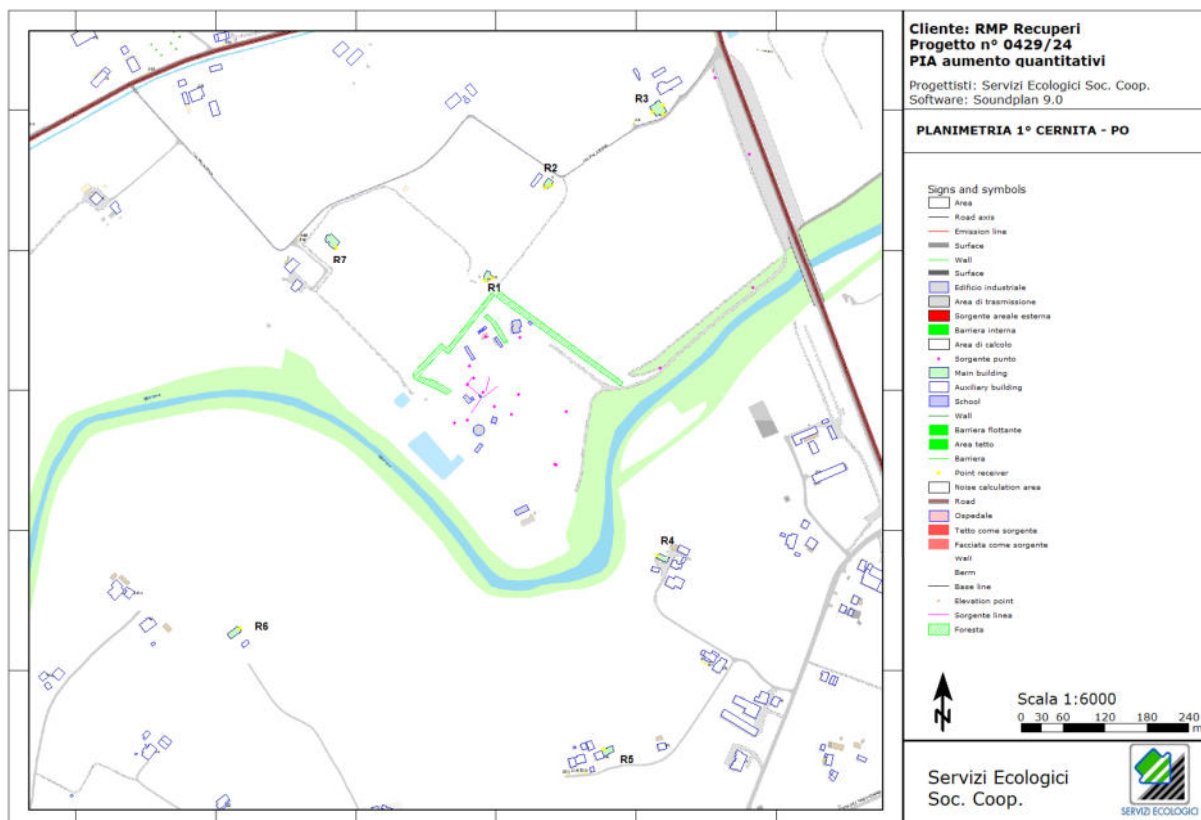 Cliente: RMP Recuperi
Progetto n° 0429/24
PIA aumento quantitativi
Progettisti: Servizi Ecologici Soc. Coop.
Software: Soundplan 9.0
PLANIMETRIA 1° CERNITA - PO
Signs and symbols
Area
Road axis
Emission line
Surface
Wall
Surface
Edificio industriale
Area di trasmissione
Sorgente areale esterna
Barriera interna
Area di calcolo
Sorgente punto
Main building
Auxiliary building
School
Wall
Barriera flottante
Area tetto
Barriera
Point receiver
Noise calculation area
Road
Ospedale
Tetto come sorgente
Facciata come sorgente
Wall
Berm
Base line
Elevation point
Sorgente linea
Foresta
N
Scala 1:6000
0 30 60 120 180 240
m
Servizi Ecologici
Soc. Coop.
SERVIZI ECOLOGICI
R3
R2
R7
R1
R4
R6
R5